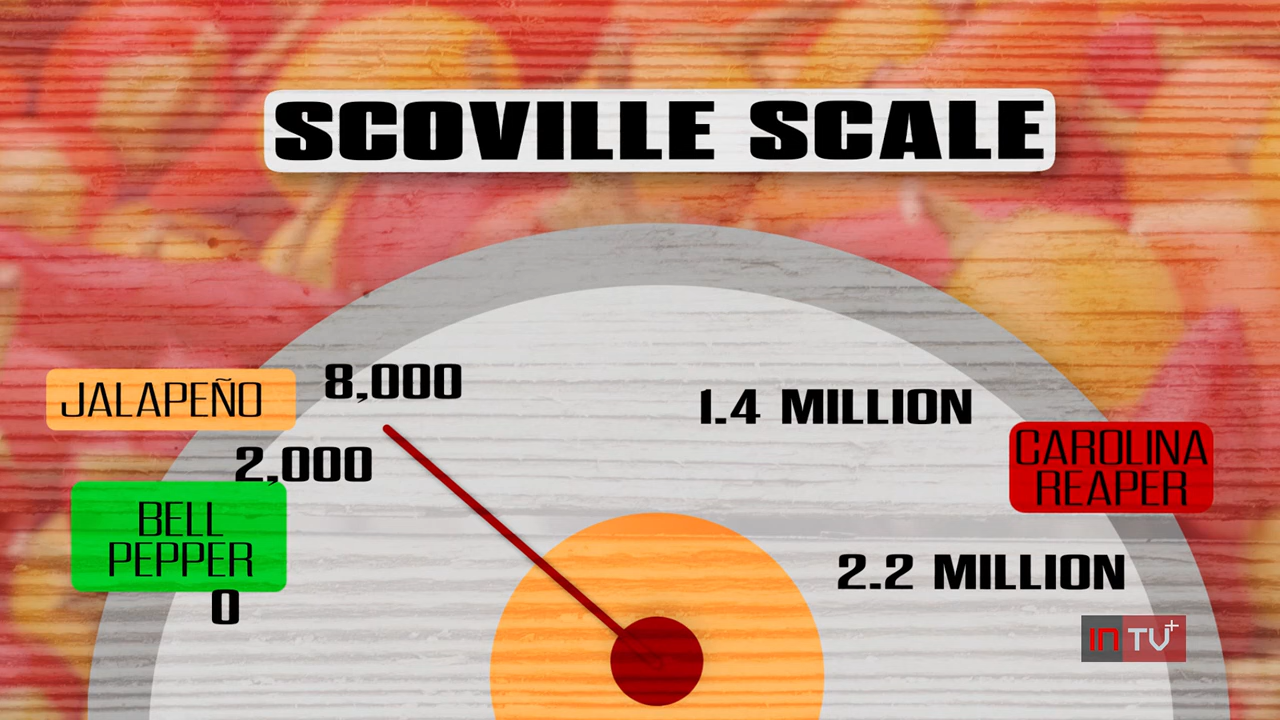 SCOVILLE SCALE
JALAPEÑO
8,000
2,000
BELL
PEPPER
0
1.4 MILLION
CAROLINA
REAPER
2.2 MILLION
IN TV+